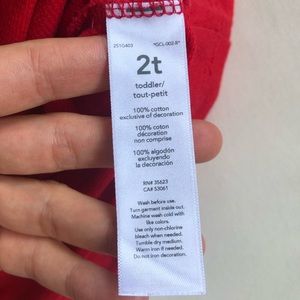 251G403 *GCL-002-R*
2t
toddler/
tout-petit
100% cotton
exclusive of decoration
100% coton
décoration non
non comprise
100% algodón
excluyendo
la decoración
RN# 35623
CA# 53061
Wash before use.
Turn garment inside out.
Machine wash cold with
like colors.
Use only non-chlorine
bleach when needed.
Tumble dry medium.
Warm iron if needed.
Do not iron decoration.